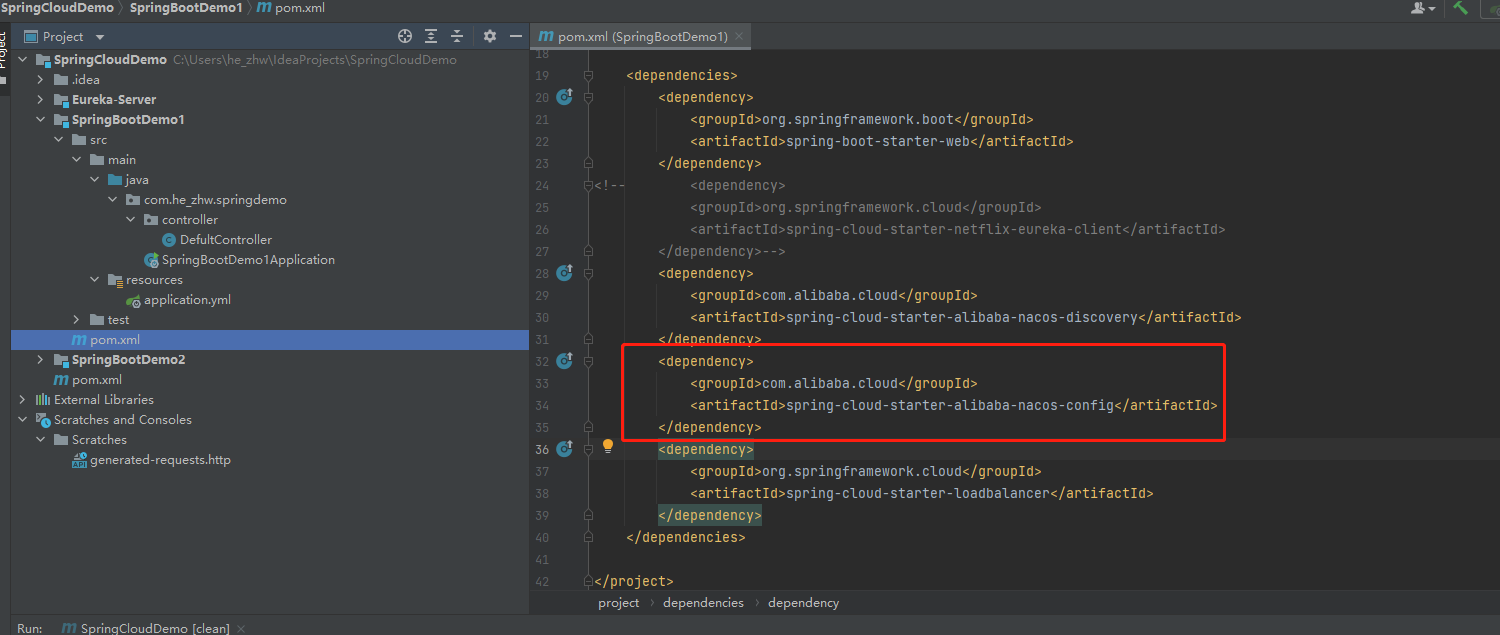 SpringCloudDemo › SpringBootDemo1 › m pom.xml
Project
Project
SpringCloudDemo C:\Users\he_zhw\IdeaProjects\SpringCloudDemo
.idea
Eureka-Server
SpringBootDemo1
src
main
java
com.he_zhw.springdemo
controller
DefultController
SpringBootDemo1Application
resources
application.yml
test
pom.xml
SpringBootDemo2
pom.xml
External Libraries
Scratches and Consoles
Scratches
generated-requests.http
pom.xml (SpringBootDemo1)
18
19 <dependencies>
20 <dependency>
21 <groupId>org.springframework.boot</groupId>
22 <artifactId>spring-boot-starter-web</artifactId>
23 </dependency>
24 <!-- <dependency>
25 <groupId>org.springframework.cloud</groupId>
26 <artifactId>spring-cloud-starter-netflix-eureka-client</artifactId>
27 </dependency>-->
28 <dependency>
29 <groupId>com.alibaba.cloud</groupId>
30 <artifactId>spring-cloud-starter-alibaba-nacos-discovery</artifactId>
31 </dependency>
32 <dependency>
33 <groupId>com.alibaba.cloud</groupId>
34 <artifactId>spring-cloud-starter-alibaba-nacos-config</artifactId>
35 </dependency>
36 <dependency>
37 <groupId>org.springframework.cloud</groupId>
38 <artifactId>spring-cloud-starter-loadbalancer</artifactId>
39 </dependency>
40 </dependencies>
41
42 </project>
project › dependencies › dependency
Run: m SpringCloudDemo [clean]